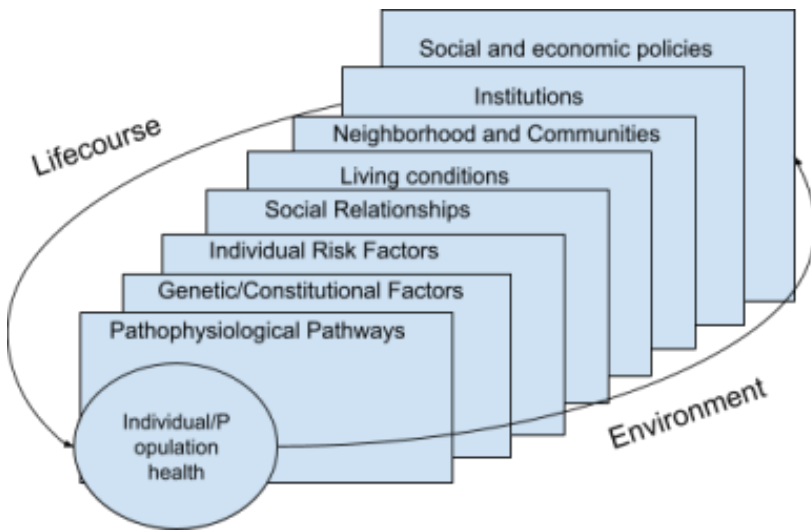 Social and economic policies
Institutions
Neighborhood and Communities
Living conditions
Social Relationships
Individual Risk Factors
Genetic/Constitutional Factors
Pathophysiological Pathways
Individual/P
opulation
health
Lifecourse
Environment